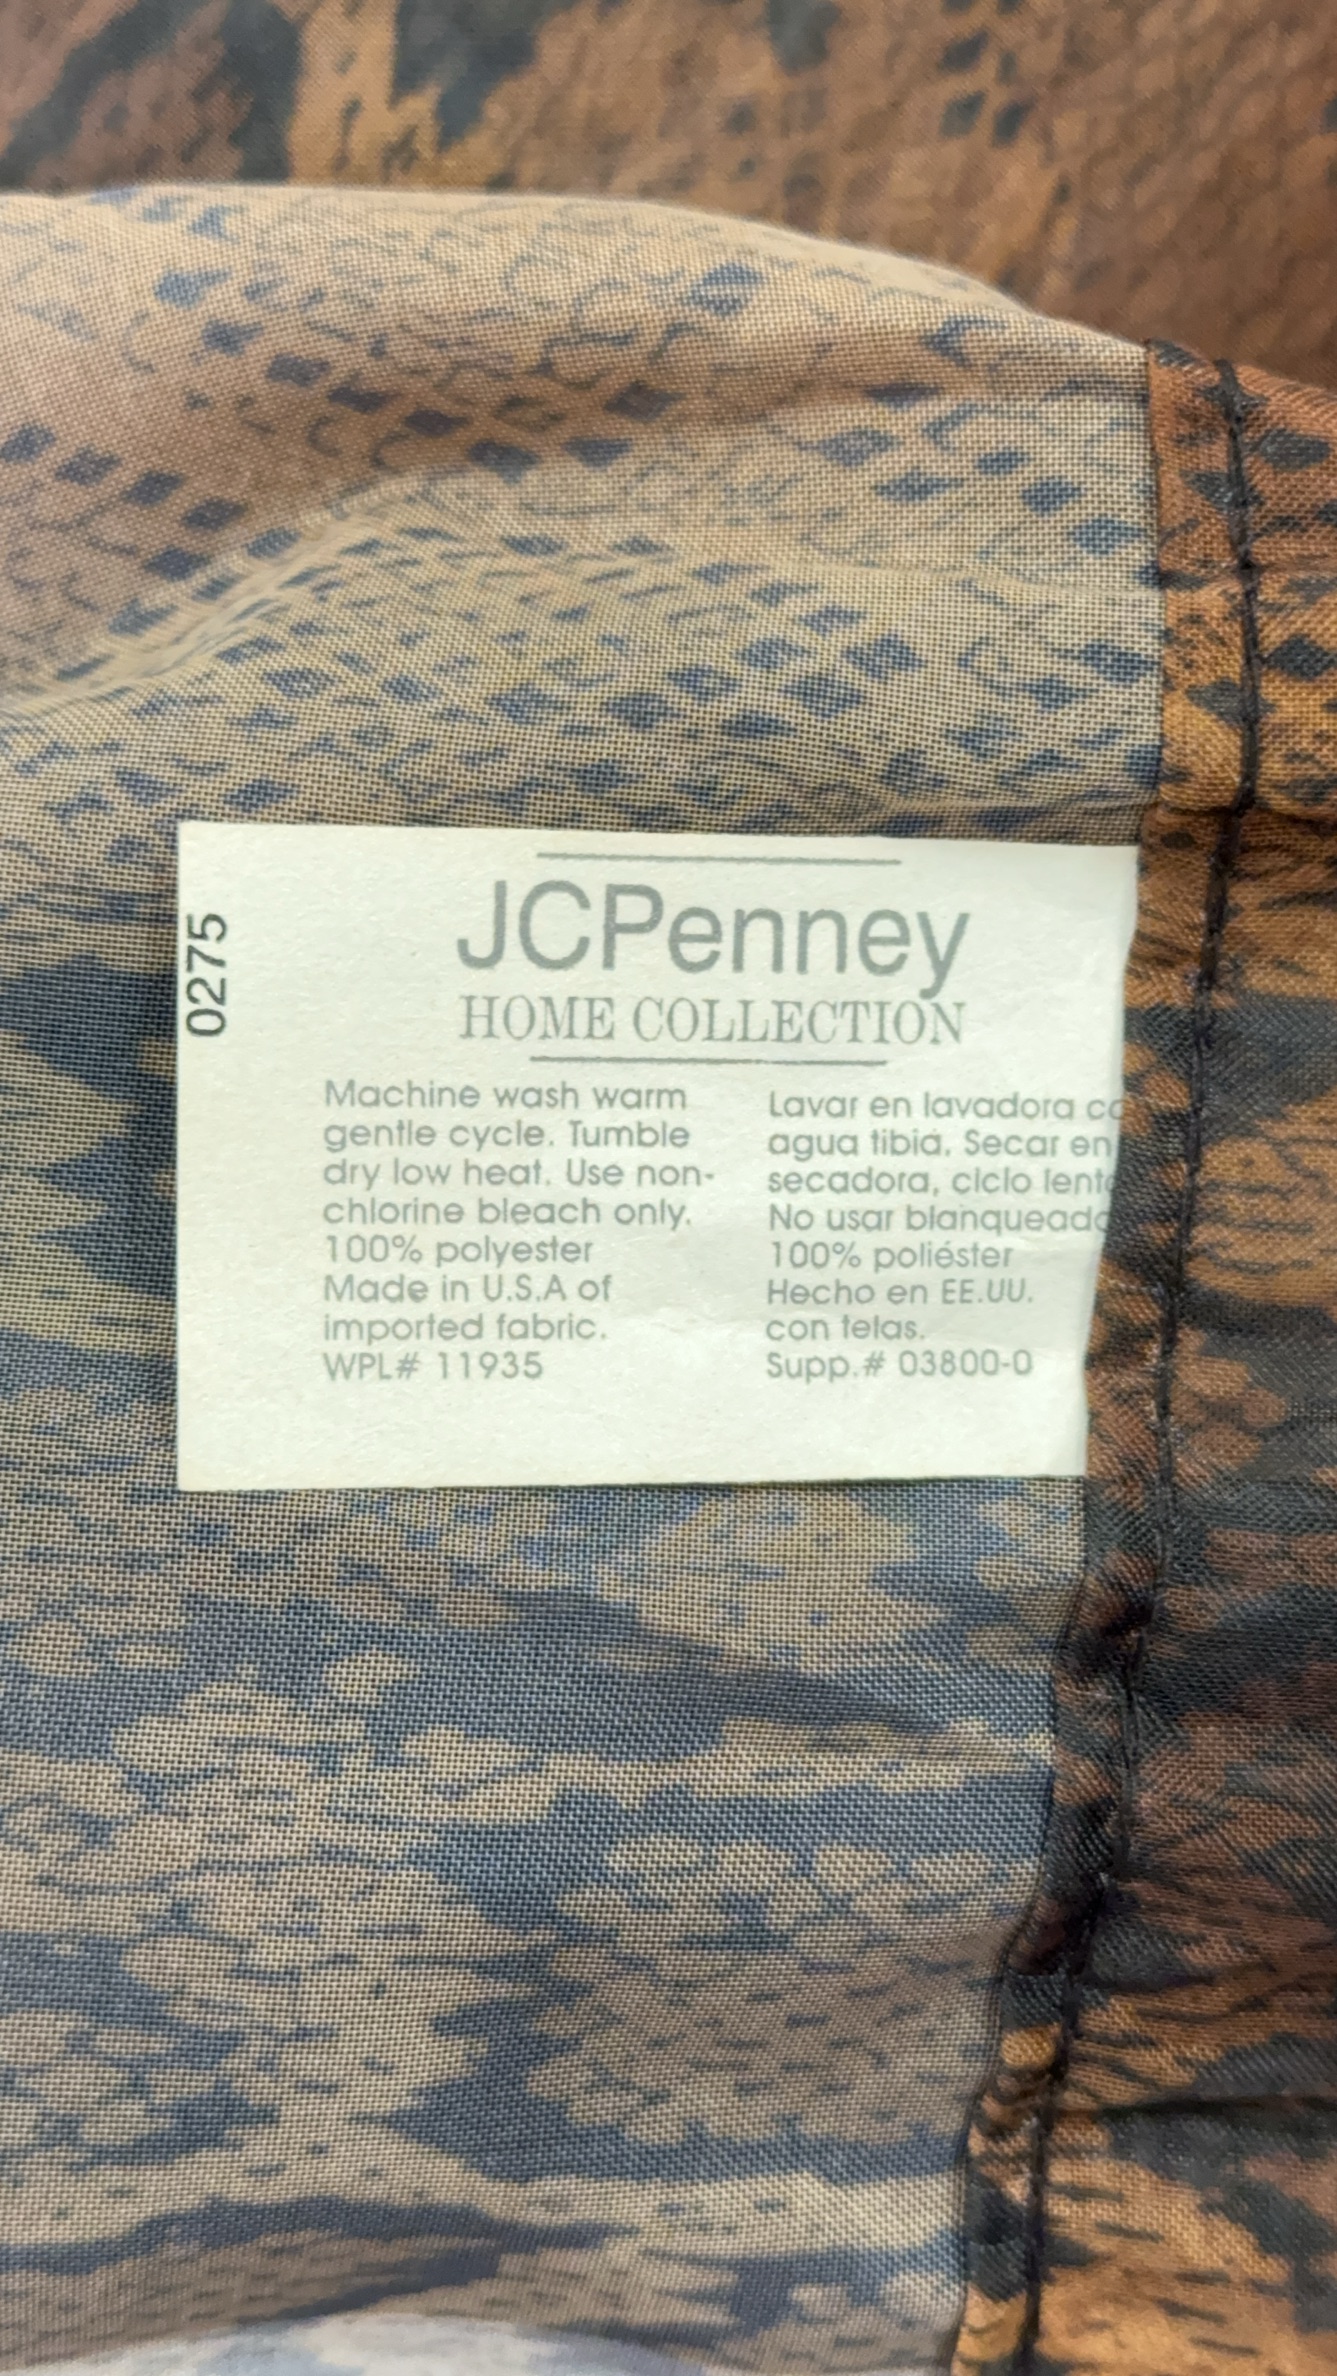 0275
JCPenney
HOME COLLECTION
Machine wash warm
gentle cycle. Tumble
dry low heat. Use non-
chlorine bleach only.
100% polyester
Made in U.S.A of
imported fabric.
WPL# 11935
Lavar en lavadora
agua tibia. Secar en
secadora, ciclo
No usar
100% poliéster
Hecho en EE.UU.
con telas.
Supp.# 03800-0